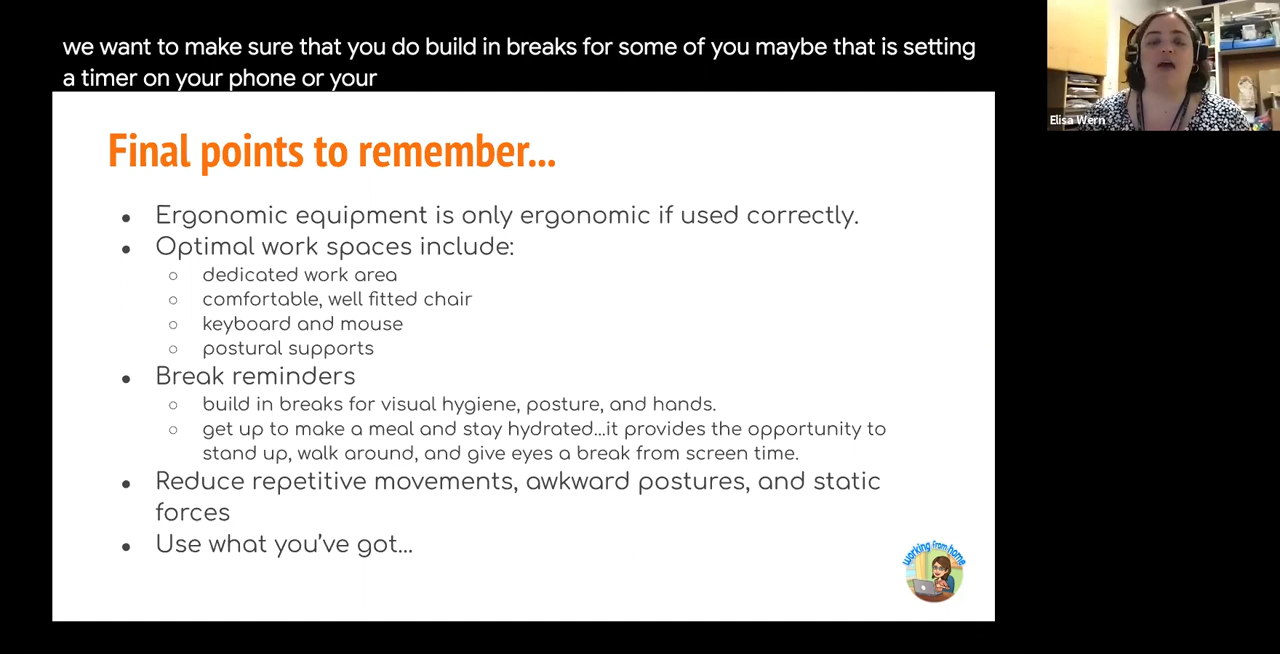 we want to make sure that you do build in breaks for some of you maybe that is setting
a timer on your phone or your
Elisa Wern
Final points to remember...
● Ergonomic equipment is only ergonomic if used correctly.
● Optimal work spaces include:
○ dedicated work area
○ comfortable, well fitted chair
○ keyboard and mouse
○ postural supports
● Break reminders
○ build in breaks for visual hygiene, posture, and hands.
○ get up to make a meal and stay hydrated...it provides the opportunity to
stand up, walk around, and give eyes a break from screen time.
● Reduce repetitive movements, awkward postures, and static
forces
● Use what you've got...
working from home